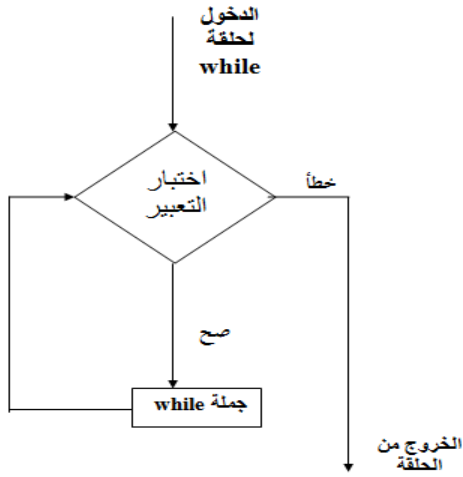 الدخول
لحلقة
while
اختبار
التعبير
خطأ
صح
جملة while
الخروج من
الحلقة